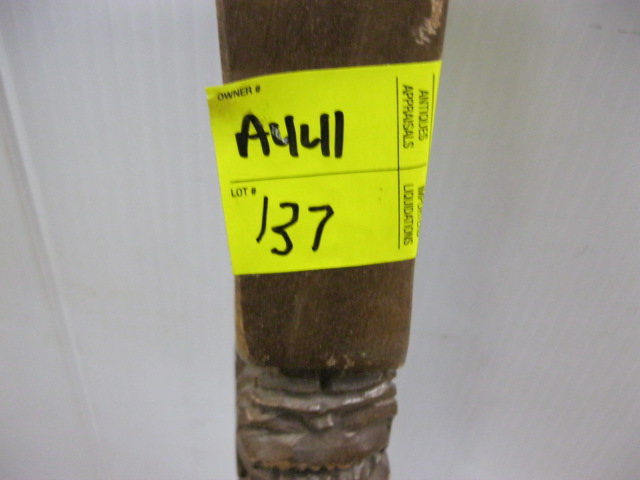 OWNER #
A441
LOT #
137
ANTIQUES
APPRAISALS
LIQUIDATIONS